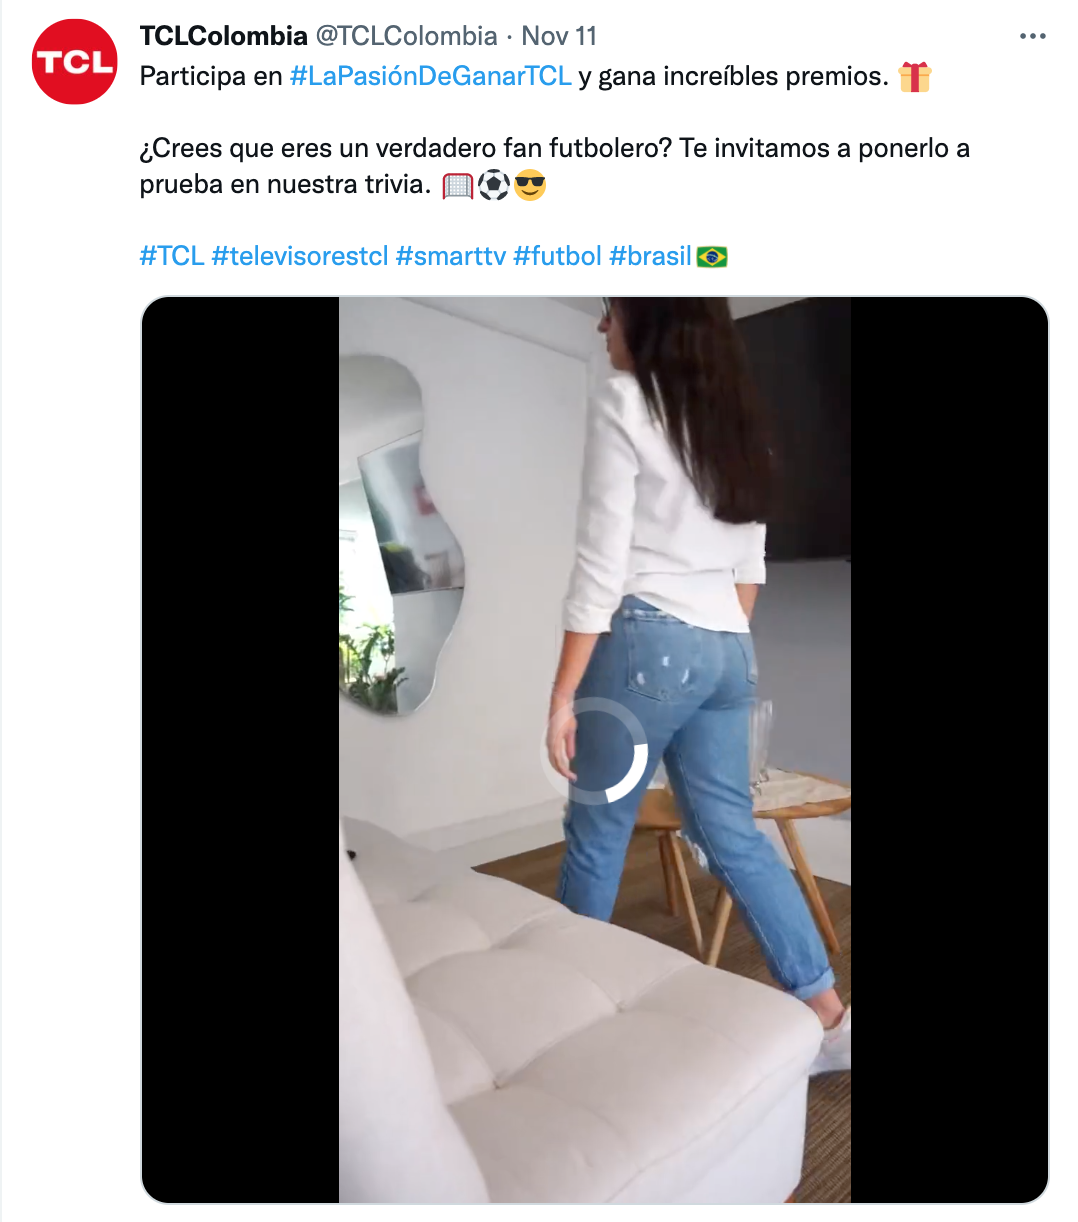 TCL
TCLColombia @TCLColombia · Nov 11
Participa en #LaPasiónDeGanarTCL y gana increíbles premios. 🎁
¿Crees que eres un verdadero fan futbolero? Te invitamos a ponerlo a
prueba en nuestra trivia. 🥅⚽😎
#TCL #televisorestcl #smarttv #futbol #brasil🇧🇷